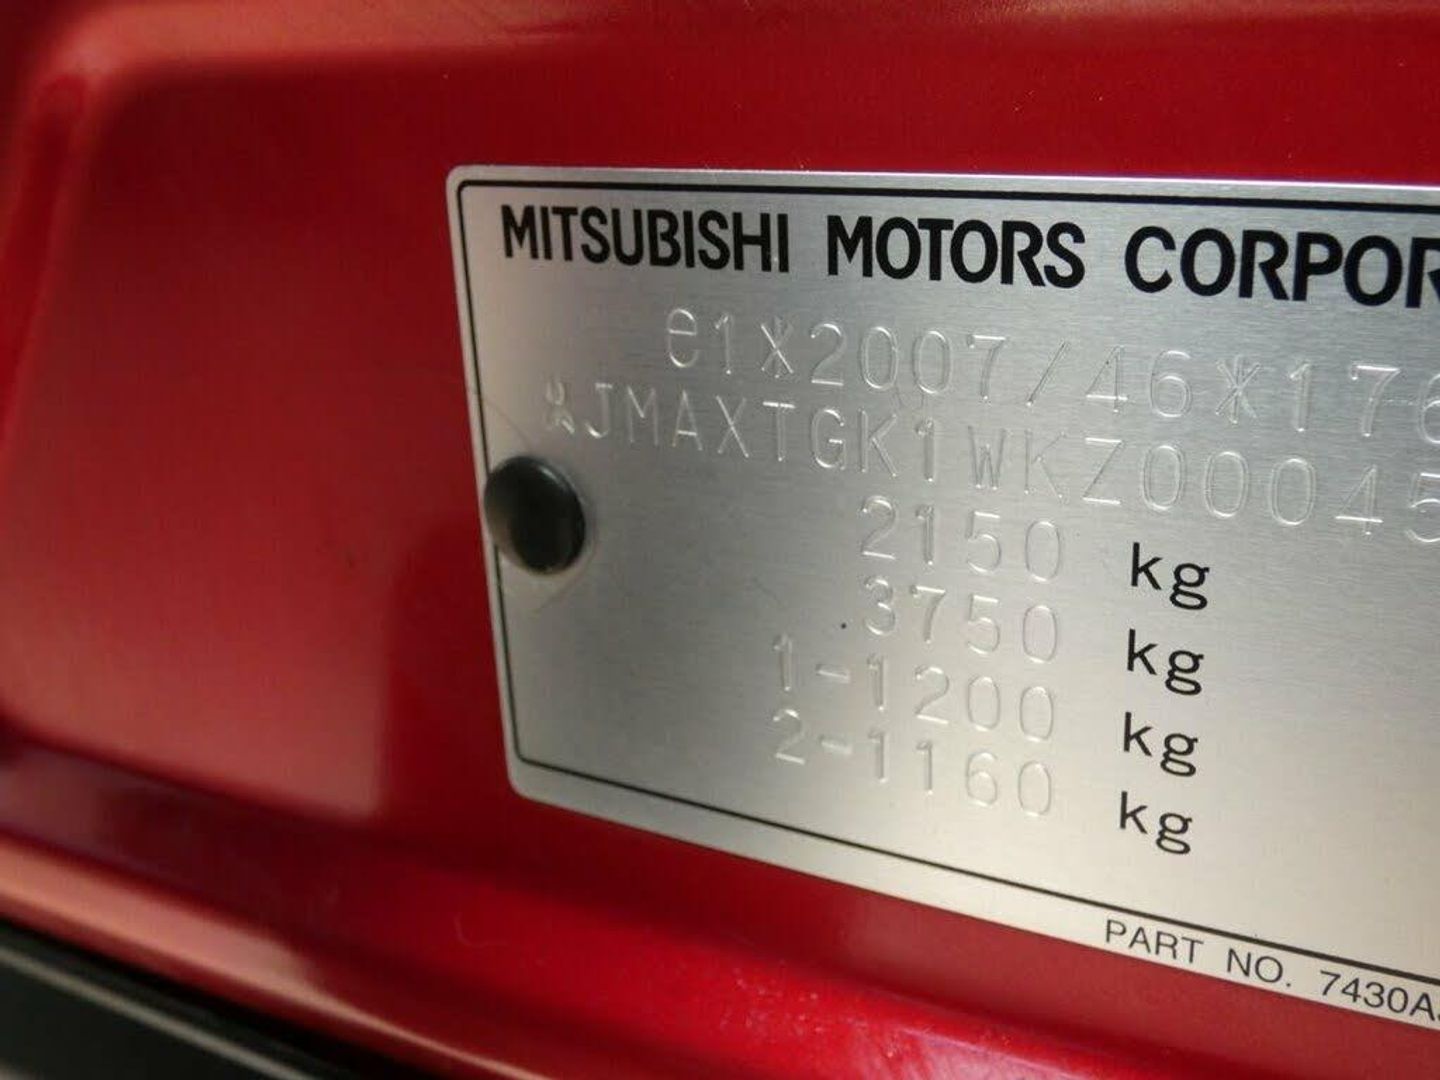 MITSUBISHI MOTORS CORPOR
e1*2007/46*176
*JMAXTGK1WKZ00045
2150 kg
3750 kg
1-1200 kg
2-1160 kg
PART NO. 7430A